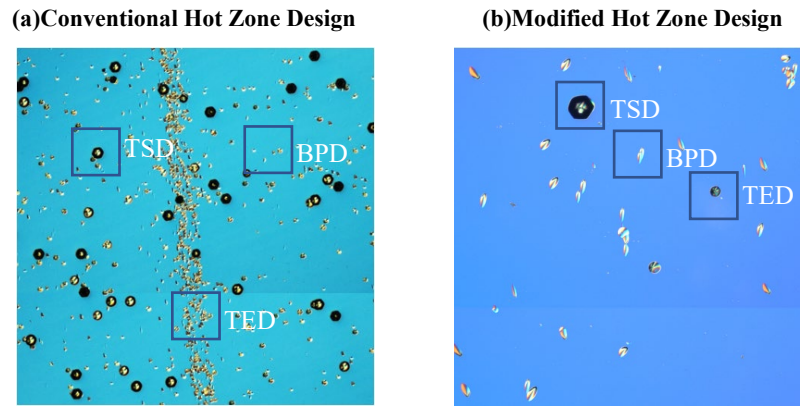 (a)Conventional Hot Zone Design
(b)Modified Hot Zone Design
TSD
BPD
TED
TSD
BPD
TED